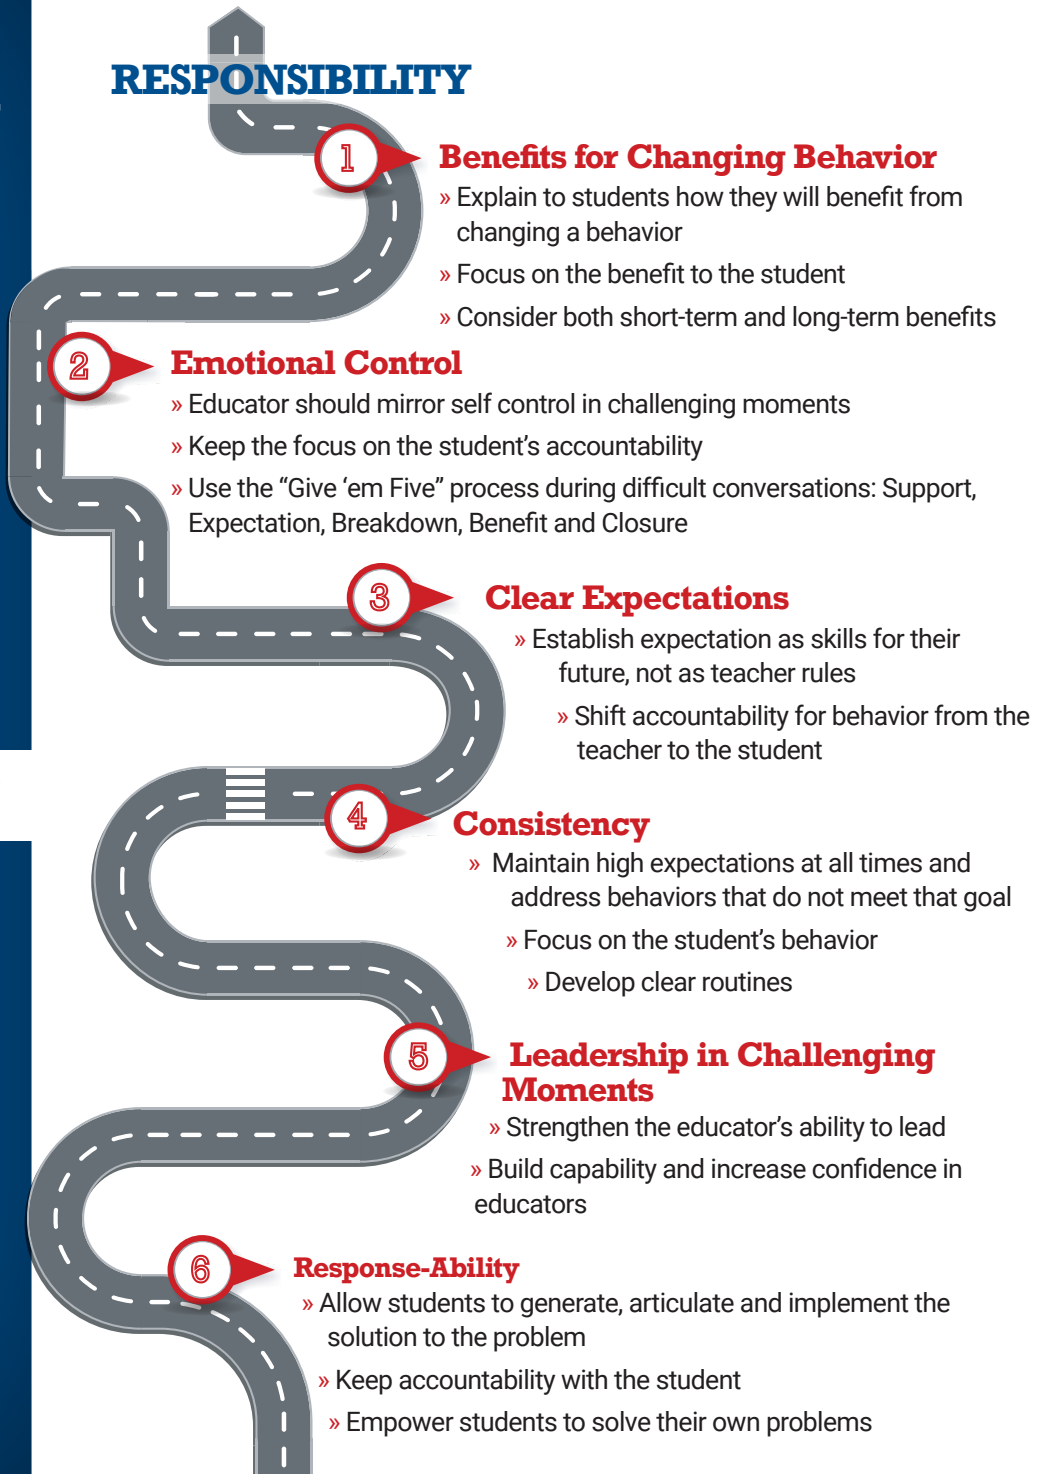 RESPONSIBILITY
1
Benefits for Changing Behavior
» Explain to students how they will benefit from
changing a behavior
» Focus on the benefit to the student
» Consider both short-term and long-term benefits
2
Emotional Control
» Educator should mirror self control in challenging moments
» Keep the focus on the student’s accountability
» Use the “Give ‘em Five” process during difficult conversations: Support,
Expectation, Breakdown, Benefit and Closure
3
Clear Expectations
» Establish expectation as skills for their
future, not as teacher rules
» Shift accountability for behavior from the
teacher to the student
4
Consistency
» Maintain high expectations at all times and
address behaviors that do not meet that goal
» Focus on the student’s behavior
» Develop clear routines
5
Leadership in Challenging
Moments
» Strengthen the educator’s ability to lead
» Build capability and increase confidence in
educators
6
Response-Ability
» Allow students to generate, articulate and implement the
solution to the problem
» Keep accountability with the student
» Empower students to solve their own problems